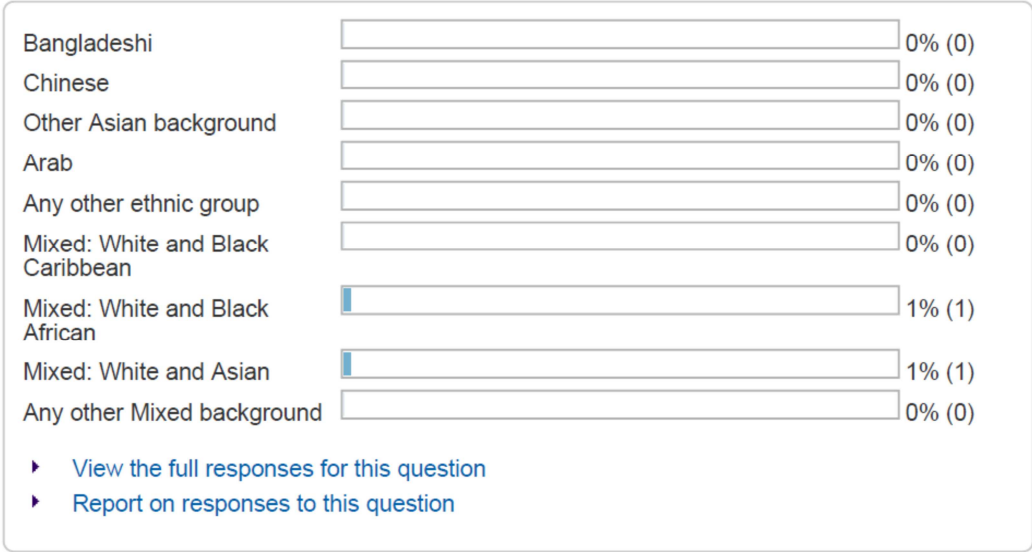 Bangladeshi 0% (0)
Chinese 0% (0)
Other Asian background 0% (0)
Arab 0% (0)
Any other ethnic group 0% (0)
Mixed: White and Black 0% (0)
Caribbean
Mixed: White and Black 1% (1)
African
Mixed: White and Asian 1% (1)
Any other Mixed background 0% (0)
View the full responses for this question
Report on responses to this question